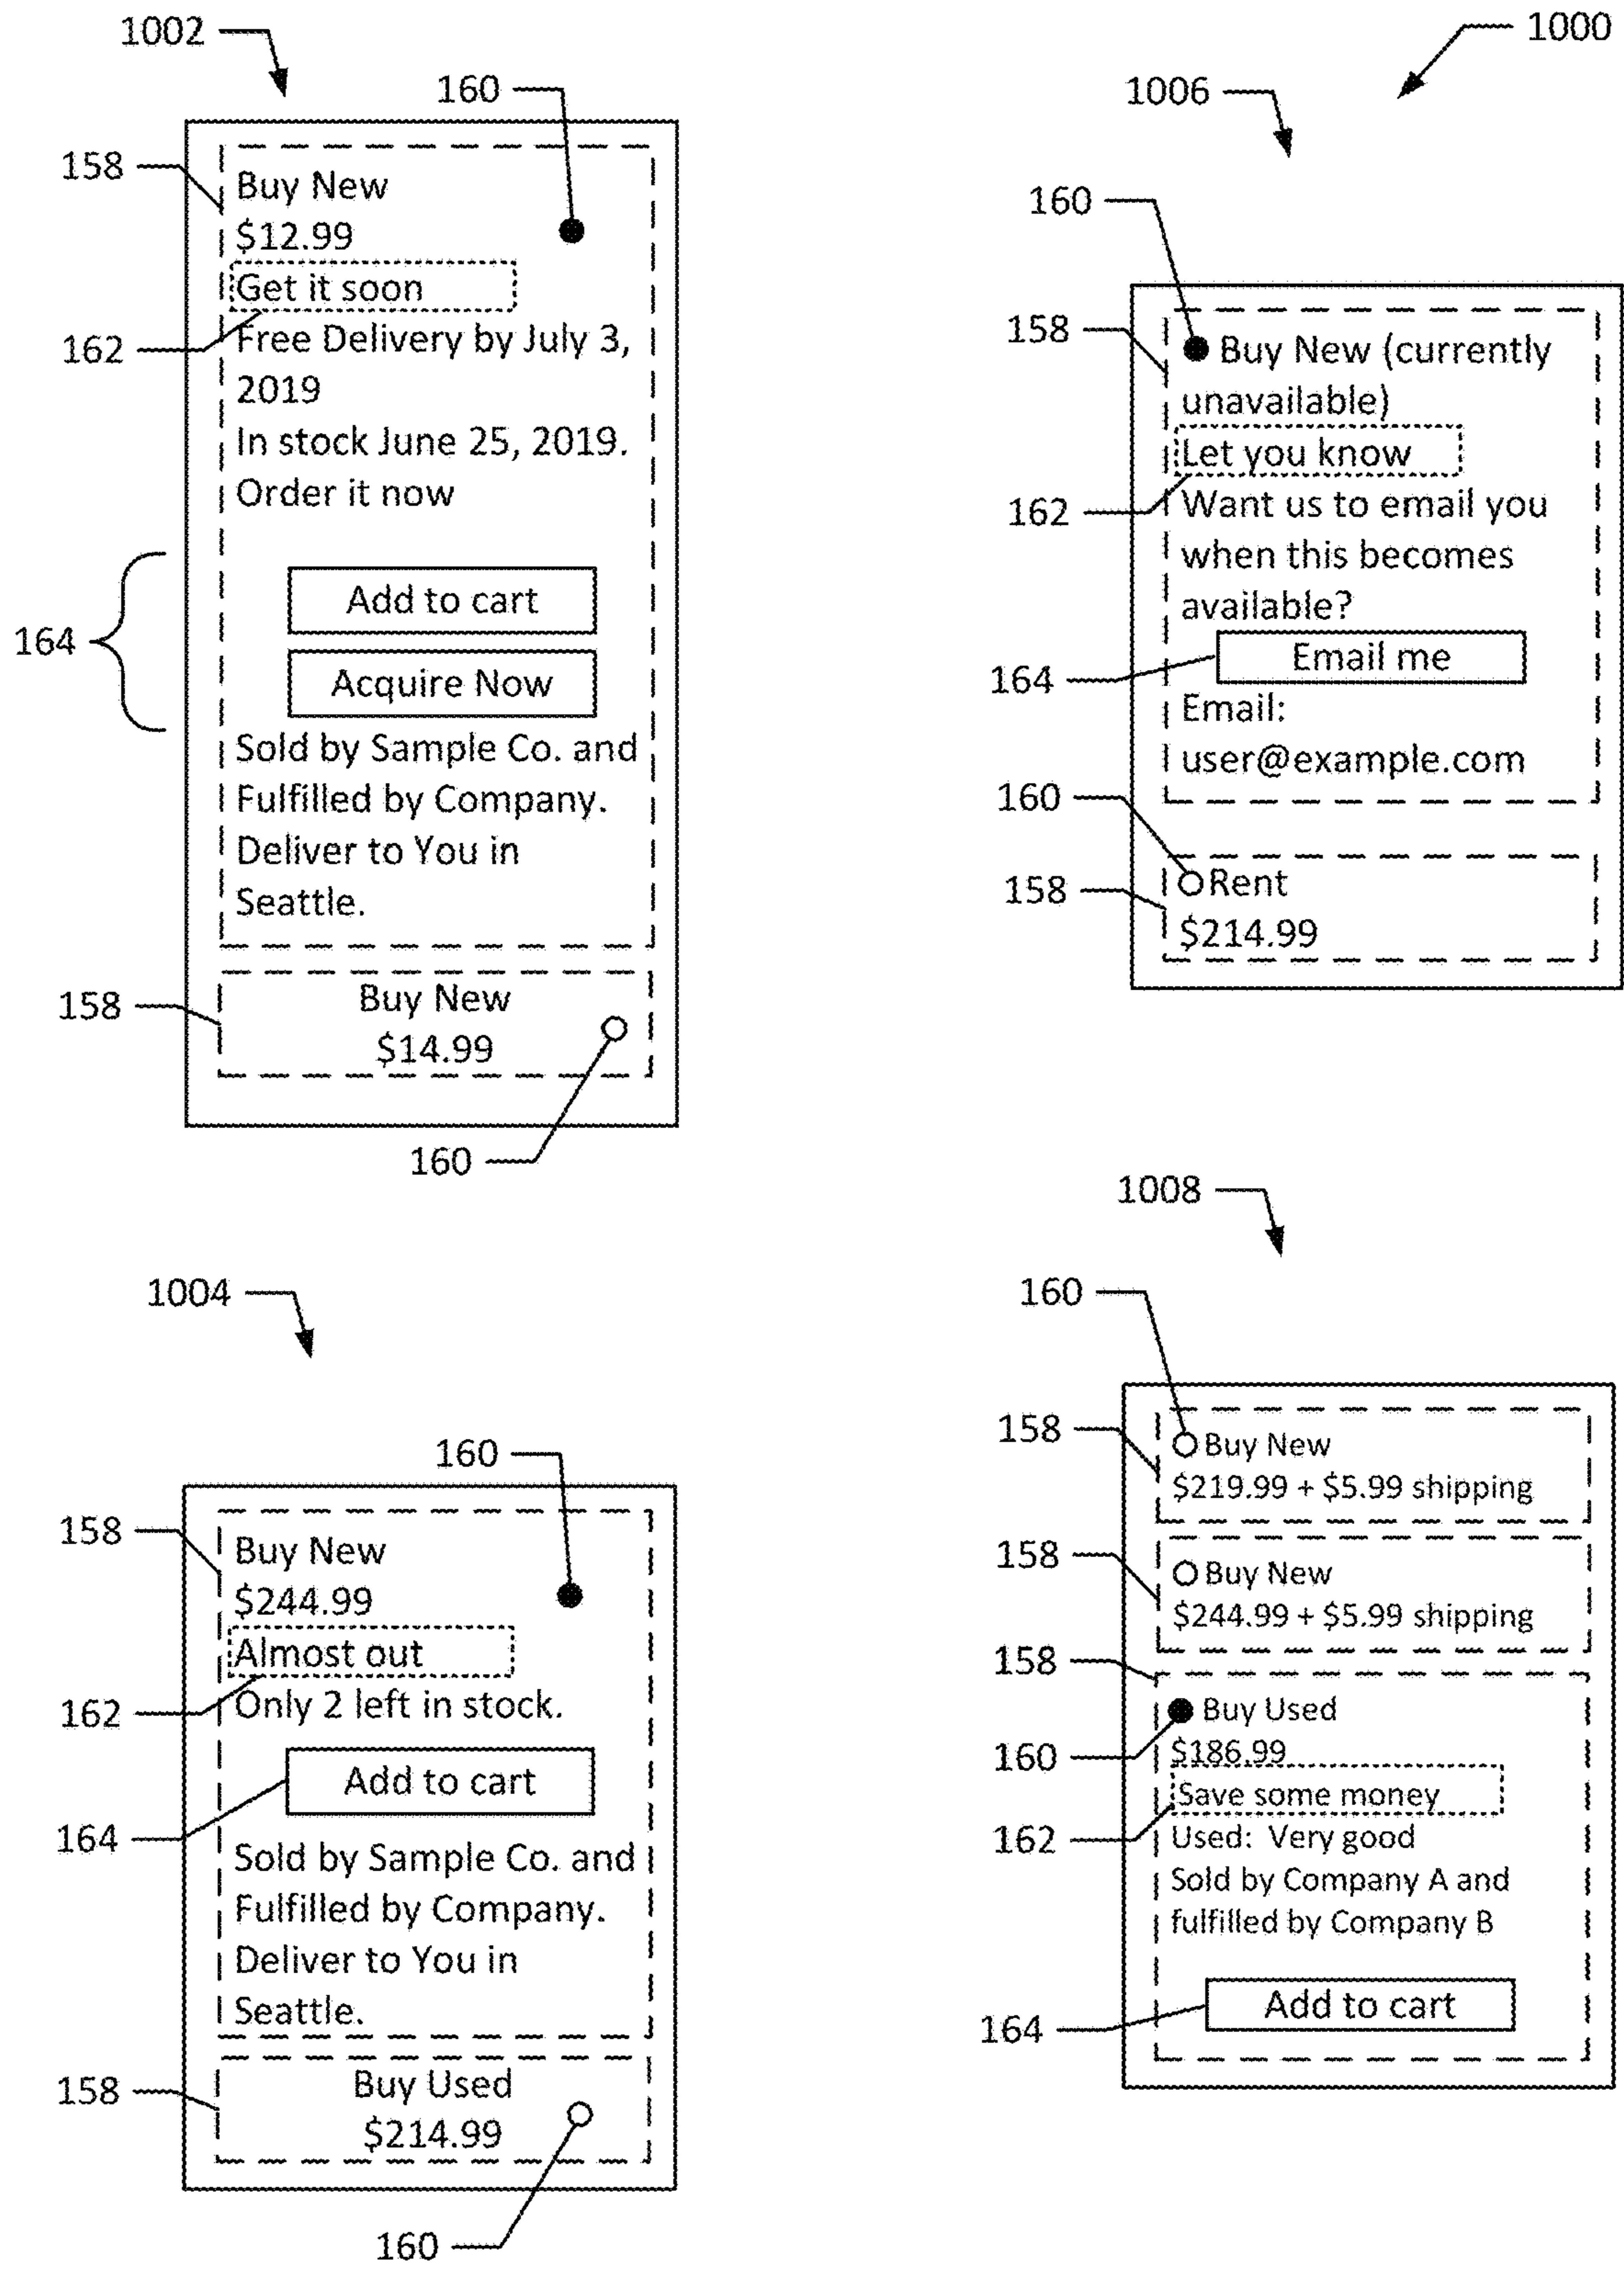 1002
160
158
Buy New
$12.99
Get it soon
162
Free Delivery by July 3,
2019
In stock June 25, 2019.
Order it now
164
Add to cart
Acquire Now
Sold by Sample Co. and
Fulfilled by Company.
Deliver to You in
Seattle.
158
Buy New
$14.99
160
1000
1006
160
158
Buy New (currently
unavailable)
Let you know
162
Want us to email you
when this becomes
available?
164
Email me
Email:
user@example.com
160
158
Rent
$214.99
1004
160
158
Buy New
$244.99
Almost out
162
Only 2 left in stock.
Add to cart
164
Sold by Sample Co. and
Fulfilled by Company.
Deliver to You in
Seattle.
158
Buy Used
$214.99
160
1008
160
158
Buy New
$219.99 + $5.99 shipping
158
Buy New
$244.99 + $5.99 shipping
158
Buy Used
160
$186.99
Save some money
162
Used: Very good
Sold by Company A and
fulfilled by Company B
164
Add to cart